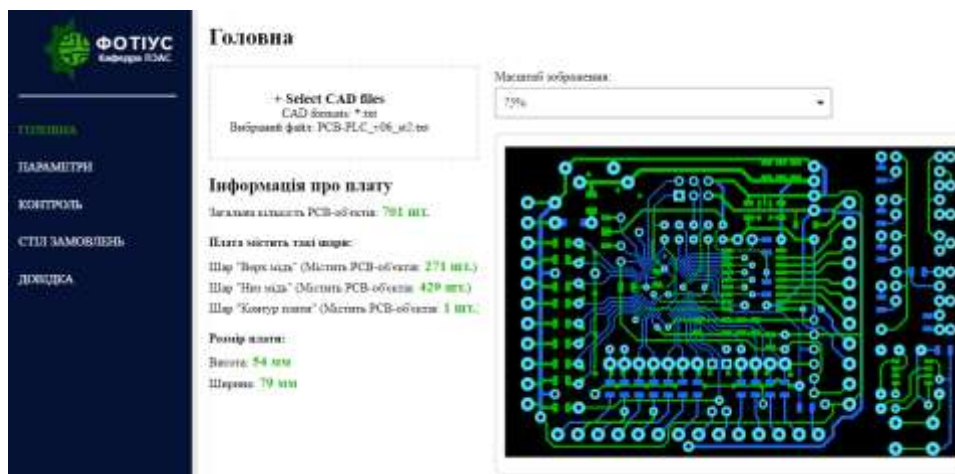 ФОТІУС
Кафедра ПЭАС
ГОЛОВНА
ПАРАМЕТРИ
КОНТРОЛЬ
СТІЛ ЗАМОВЛЕНЬ
ДОВІДКА
Головна
+ Select CAD files
CAD formats: *.txt
Вибраний файл: PCB-PLC_v06_st2.txt
Інформація про плату
Загальна кількість PCB-об'єктів: 701 шт.
Плата містить такі шари:
Шар "Верх мідь" (Містить PCB-об'єктів: 271 шт.)
Шар "Низ мідь" (Містить PCB-об'єктів: 429 шт.)
Шар "Контур плати" (Містить PCB-об'єктів: 1 шт.)
Розмір плати:
Висота: 54 мм
Ширина: 79 мм
Масштаб зображення:
75%